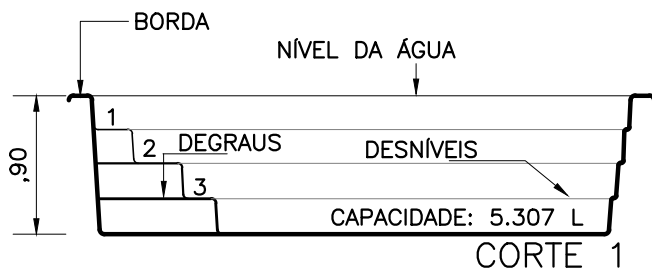 BORDA
NÍVEL DA ÁGUA
1
2
DEGRAUS
DESNÍVEIS
3
,90
CAPACIDADE: 5.307 L
CORTE 1